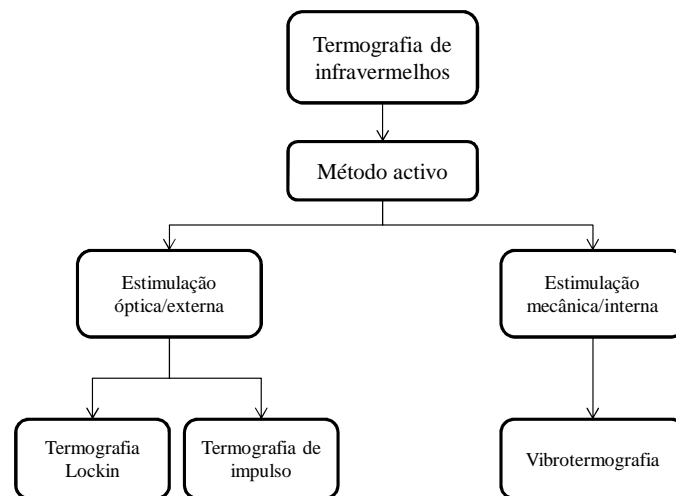 Termografia de
infravermelhos
Método activo
Estimulação
óptica/externa
Estimulação
mecânica/interna
Termografia
Lockin
Termografia de
impulso
Vibrotermografia